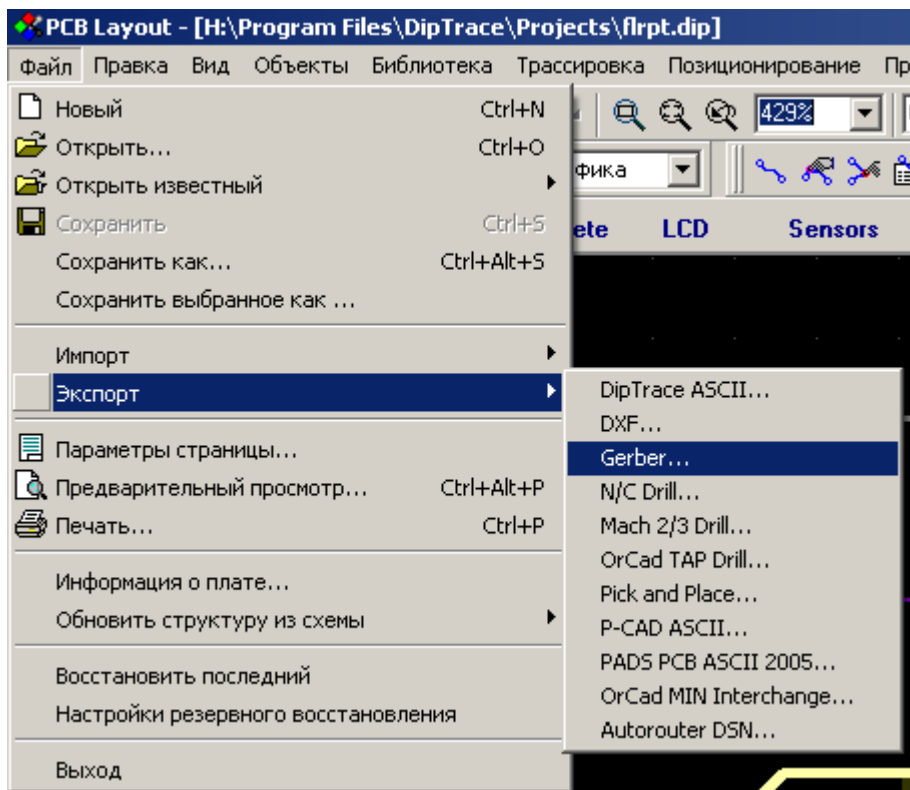 PCB Layout - [H:\Program Files\DipTrace\Projects\flrpt.dip]
Файл Правка Вид Объекты Библиотека Трассировка Позиционирование
Новый Ctrl+N
429%
Открыть... Ctrl+O
Открыть известный
Сохранить Ctrl+S
LCD Sensors
Сохранить как... Ctrl+Alt+S
Сохранить выбранное как ...
Импорт
Экспорт
Параметры страницы...
Предварительный просмотр... Ctrl+Alt+P
Печать... Ctrl+P
Информация о плате...
Обновить структуру из схемы
Восстановить последний
Настройки резервного восстановления
Выход
DipTrace ASCII...
DXF...
Gerber...
N/C Drill...
Mach 2/3 Drill...
OrCad TAP Drill...
Pick and Place...
P-CAD ASCII...
PADS PCB ASCII 2005...
OrCad MIN Interchange...
Autorouter DSN...